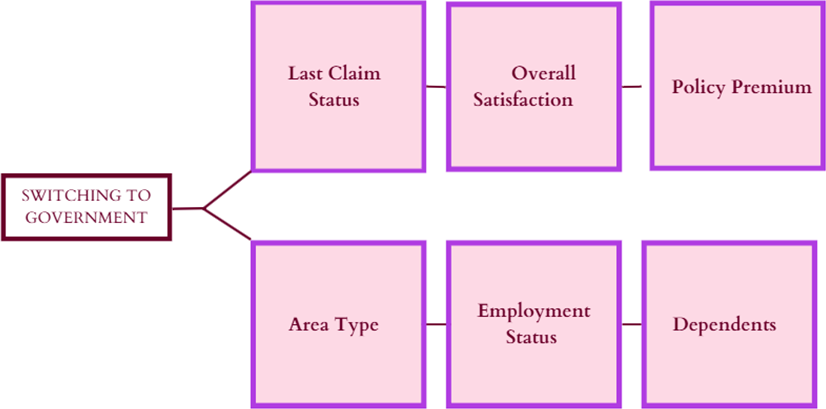 Last Claim
Status
Overall
Satisfaction
Policy Premium
SWITCHING TO
GOVERNMENT
Area Type
Employment
Status
Dependents